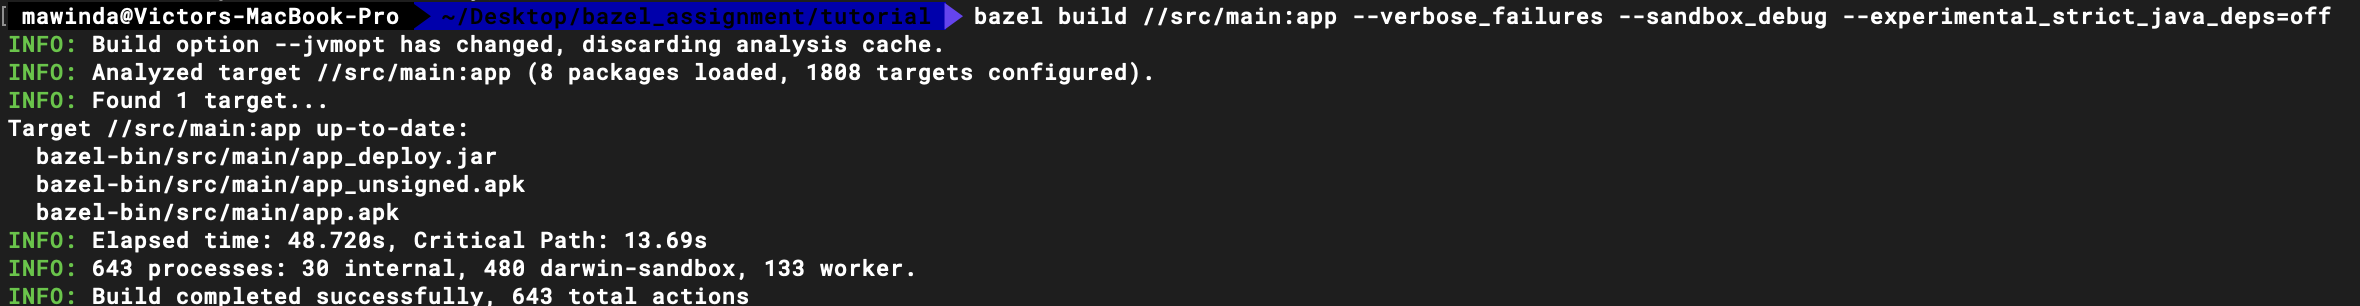 mawinda@Victors-MacBook-Pro ~/Desktop/bazel_assignment/tutorial bazel build //src/main:app --verbose_failures --sandbox_debug --experimental_strict_java_deps=off
INFO: Build option --jvmopt has changed, discarding analysis cache.
INFO: Analyzed target //src/main:app (8 packages loaded, 1808 targets configured).
INFO: Found 1 target...
Target //src/main:app up-to-date:
  bazel-bin/src/main/app_deploy.jar
  bazel-bin/src/main/app_unsigned.apk
  bazel-bin/src/main/app.apk
INFO: Elapsed time: 48.720s, Critical Path: 13.69s
INFO: 643 processes: 30 internal, 480 darwin-sandbox, 133 worker.
INFO: Build completed successfully, 643 total actions